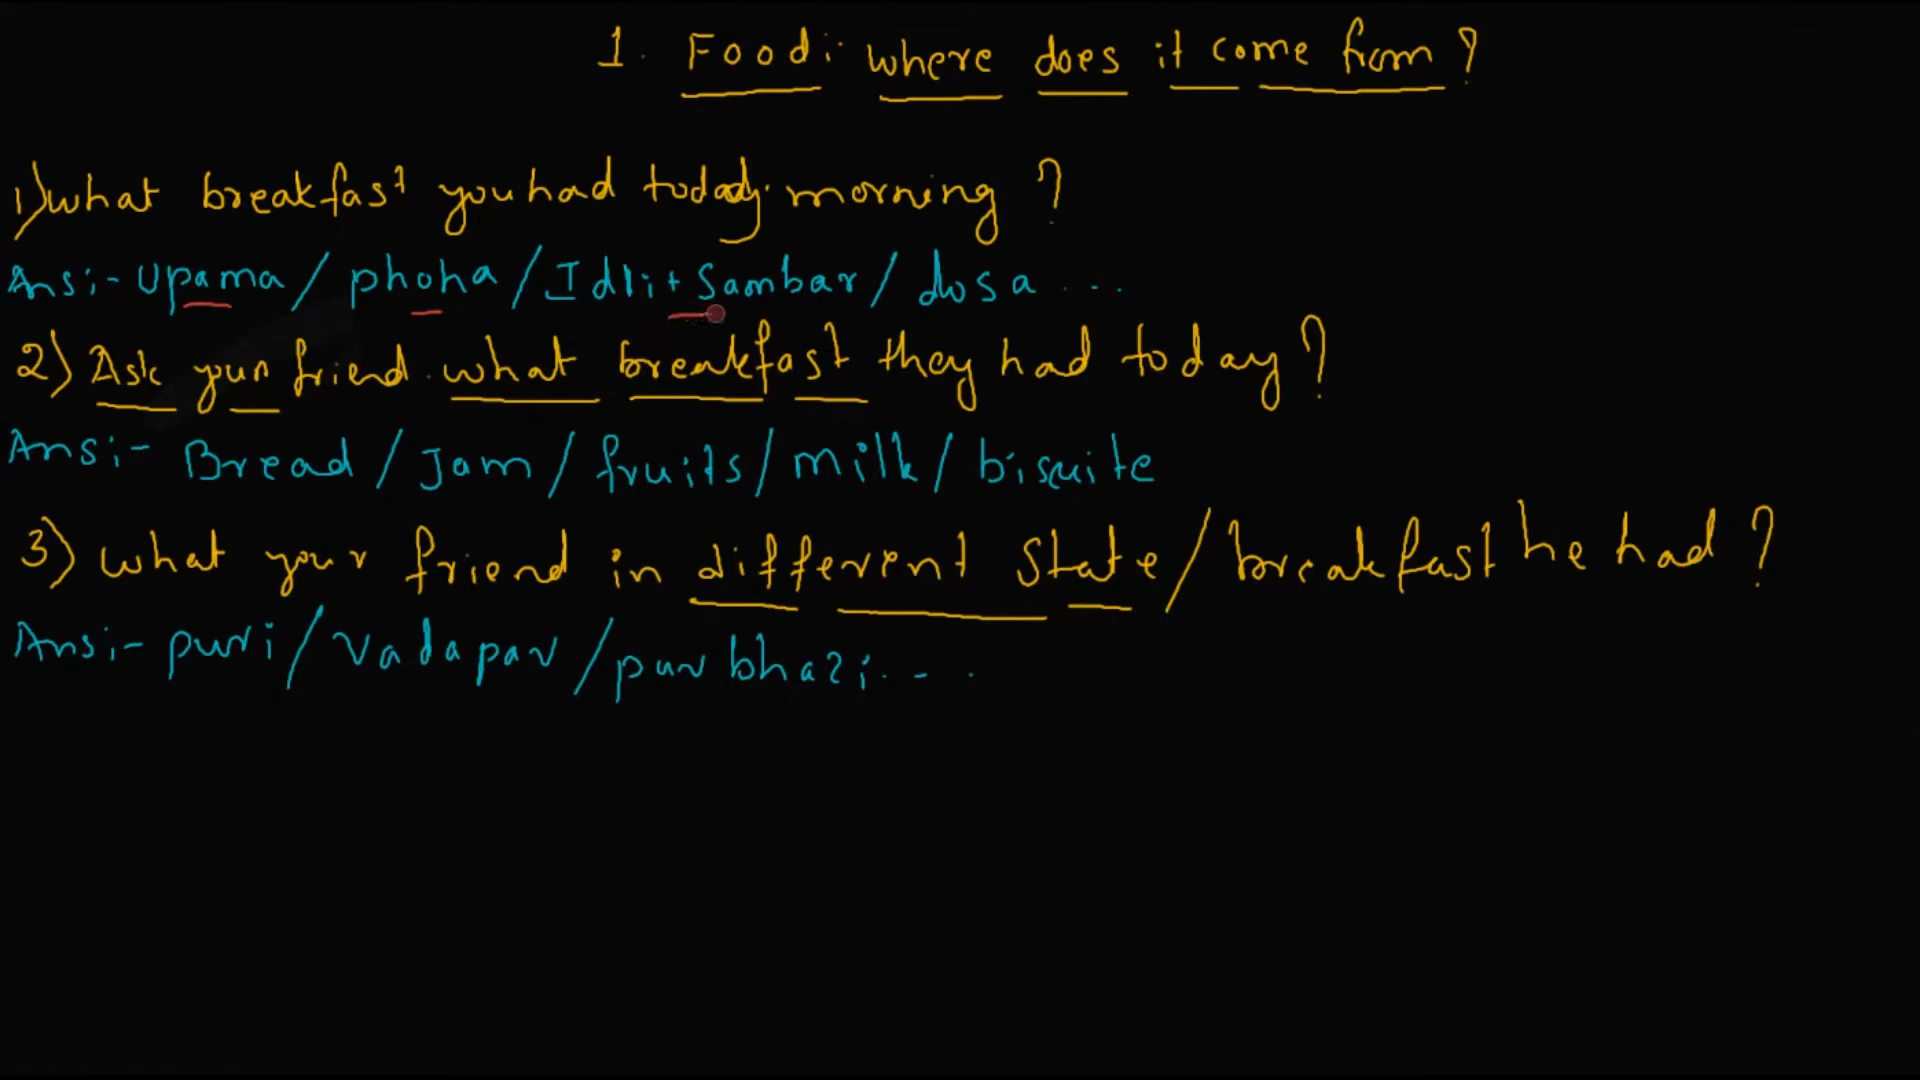 1. Food: where does it come from?
1) what breakfast you had today morning?
Ans:- Upama / phoha / Idli + Sambar / dosa ...
2) Ask your friend what breakfast they had today?
Ans:- Bread / Jam / fruits / milk / biscuite
3) what your friend in different state / breakfast he had?
Ans:- puri / vadapav / pav bhaji ...